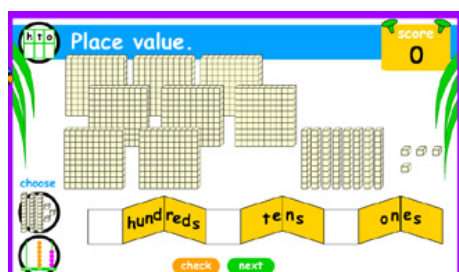 h t o
Place value.
score
0
choose
hundreds
tens
ones
check
next